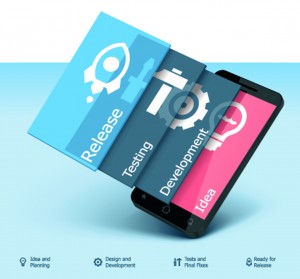 Release
Testing
Development
Idea
Idea and
Planning
Design and
Development
Tests and
Final Fixes
Ready for
Release